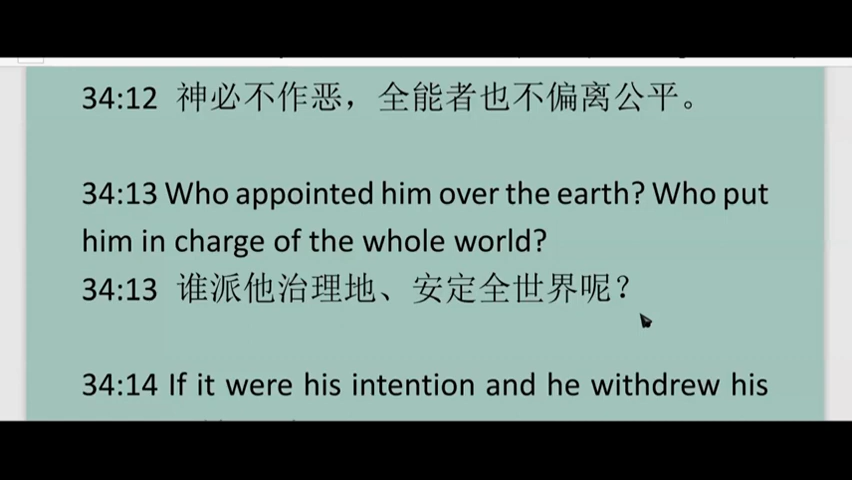 34:12 神必不作恶，全能者也不偏离公平。
34:13 Who appointed him over the earth? Who put
him in charge of the whole world?
34:13 谁派他治理地、安定全世界呢？
34:14 If it were his intention and he withdrew his